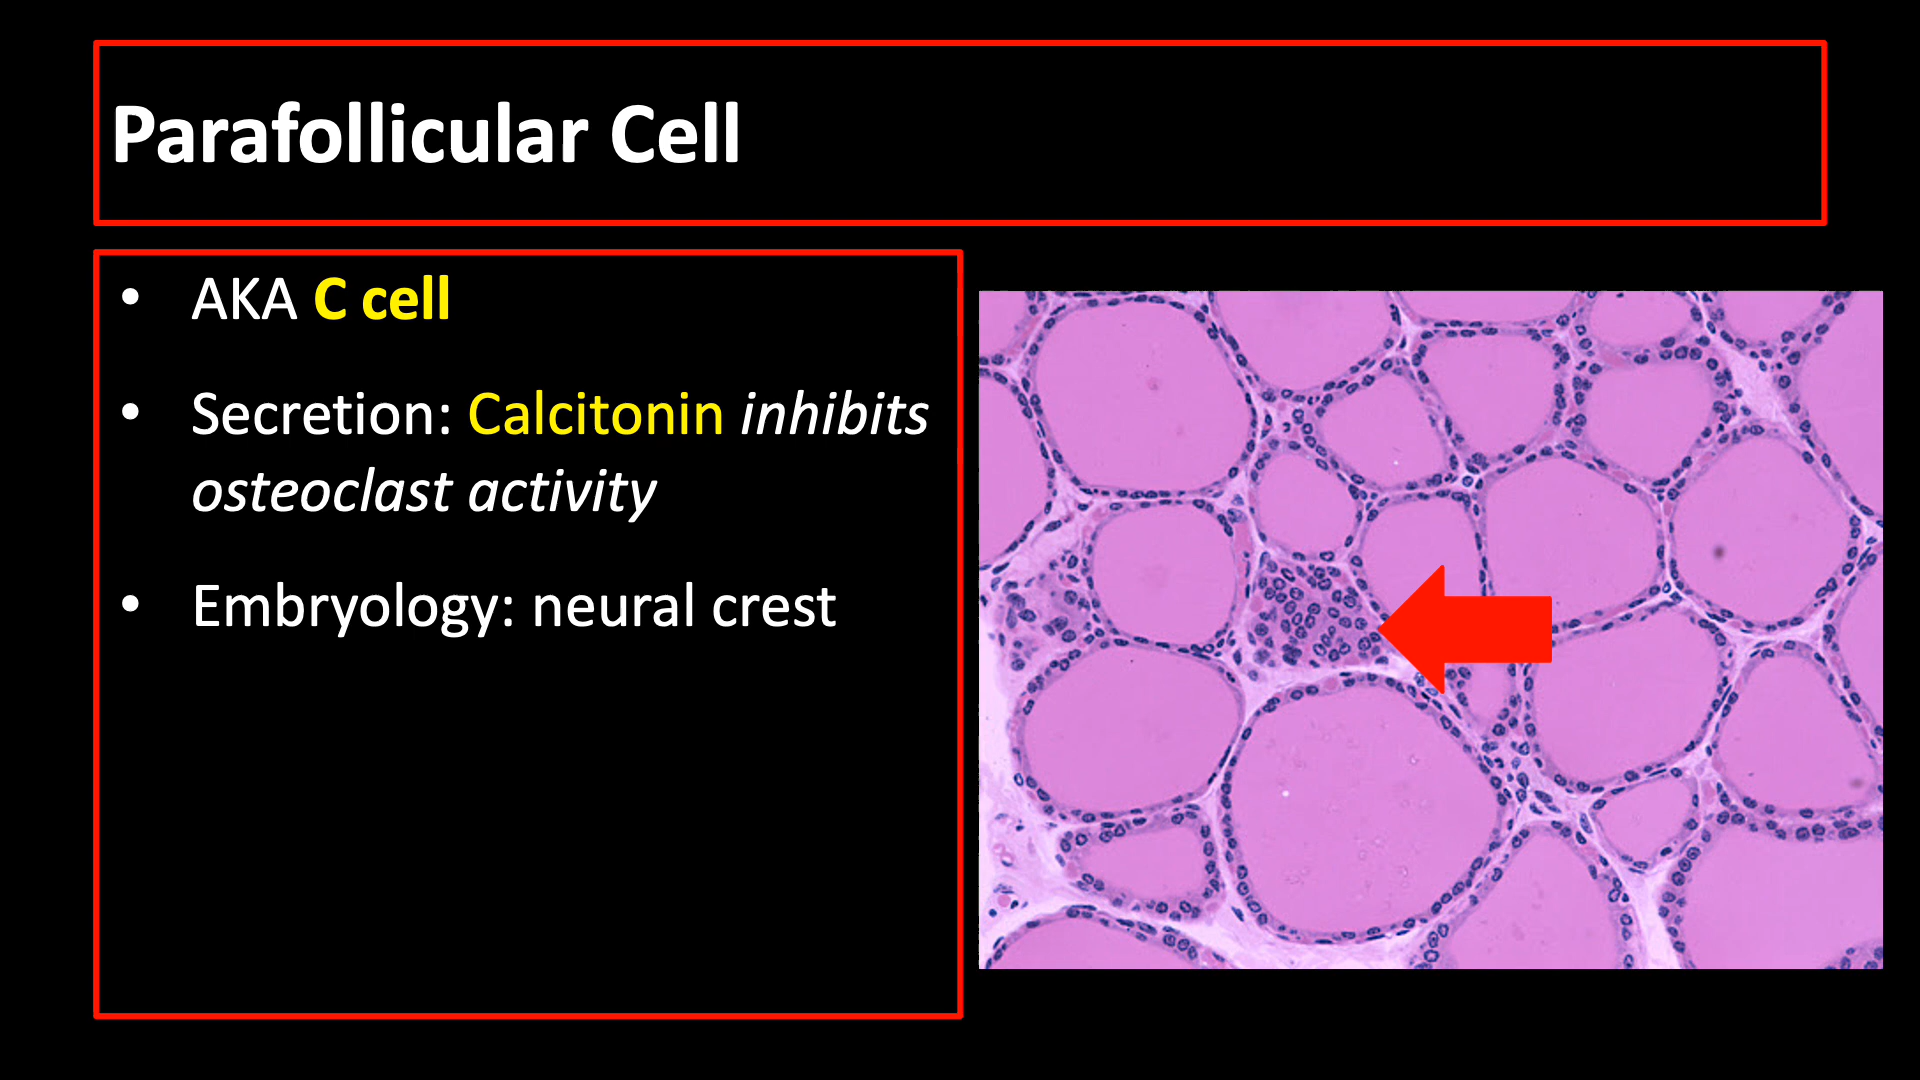 Parafollicular Cell
• AKA C cell
• Secretion: Calcitonin inhibits
osteoclast activity
• Embryology: neural crest